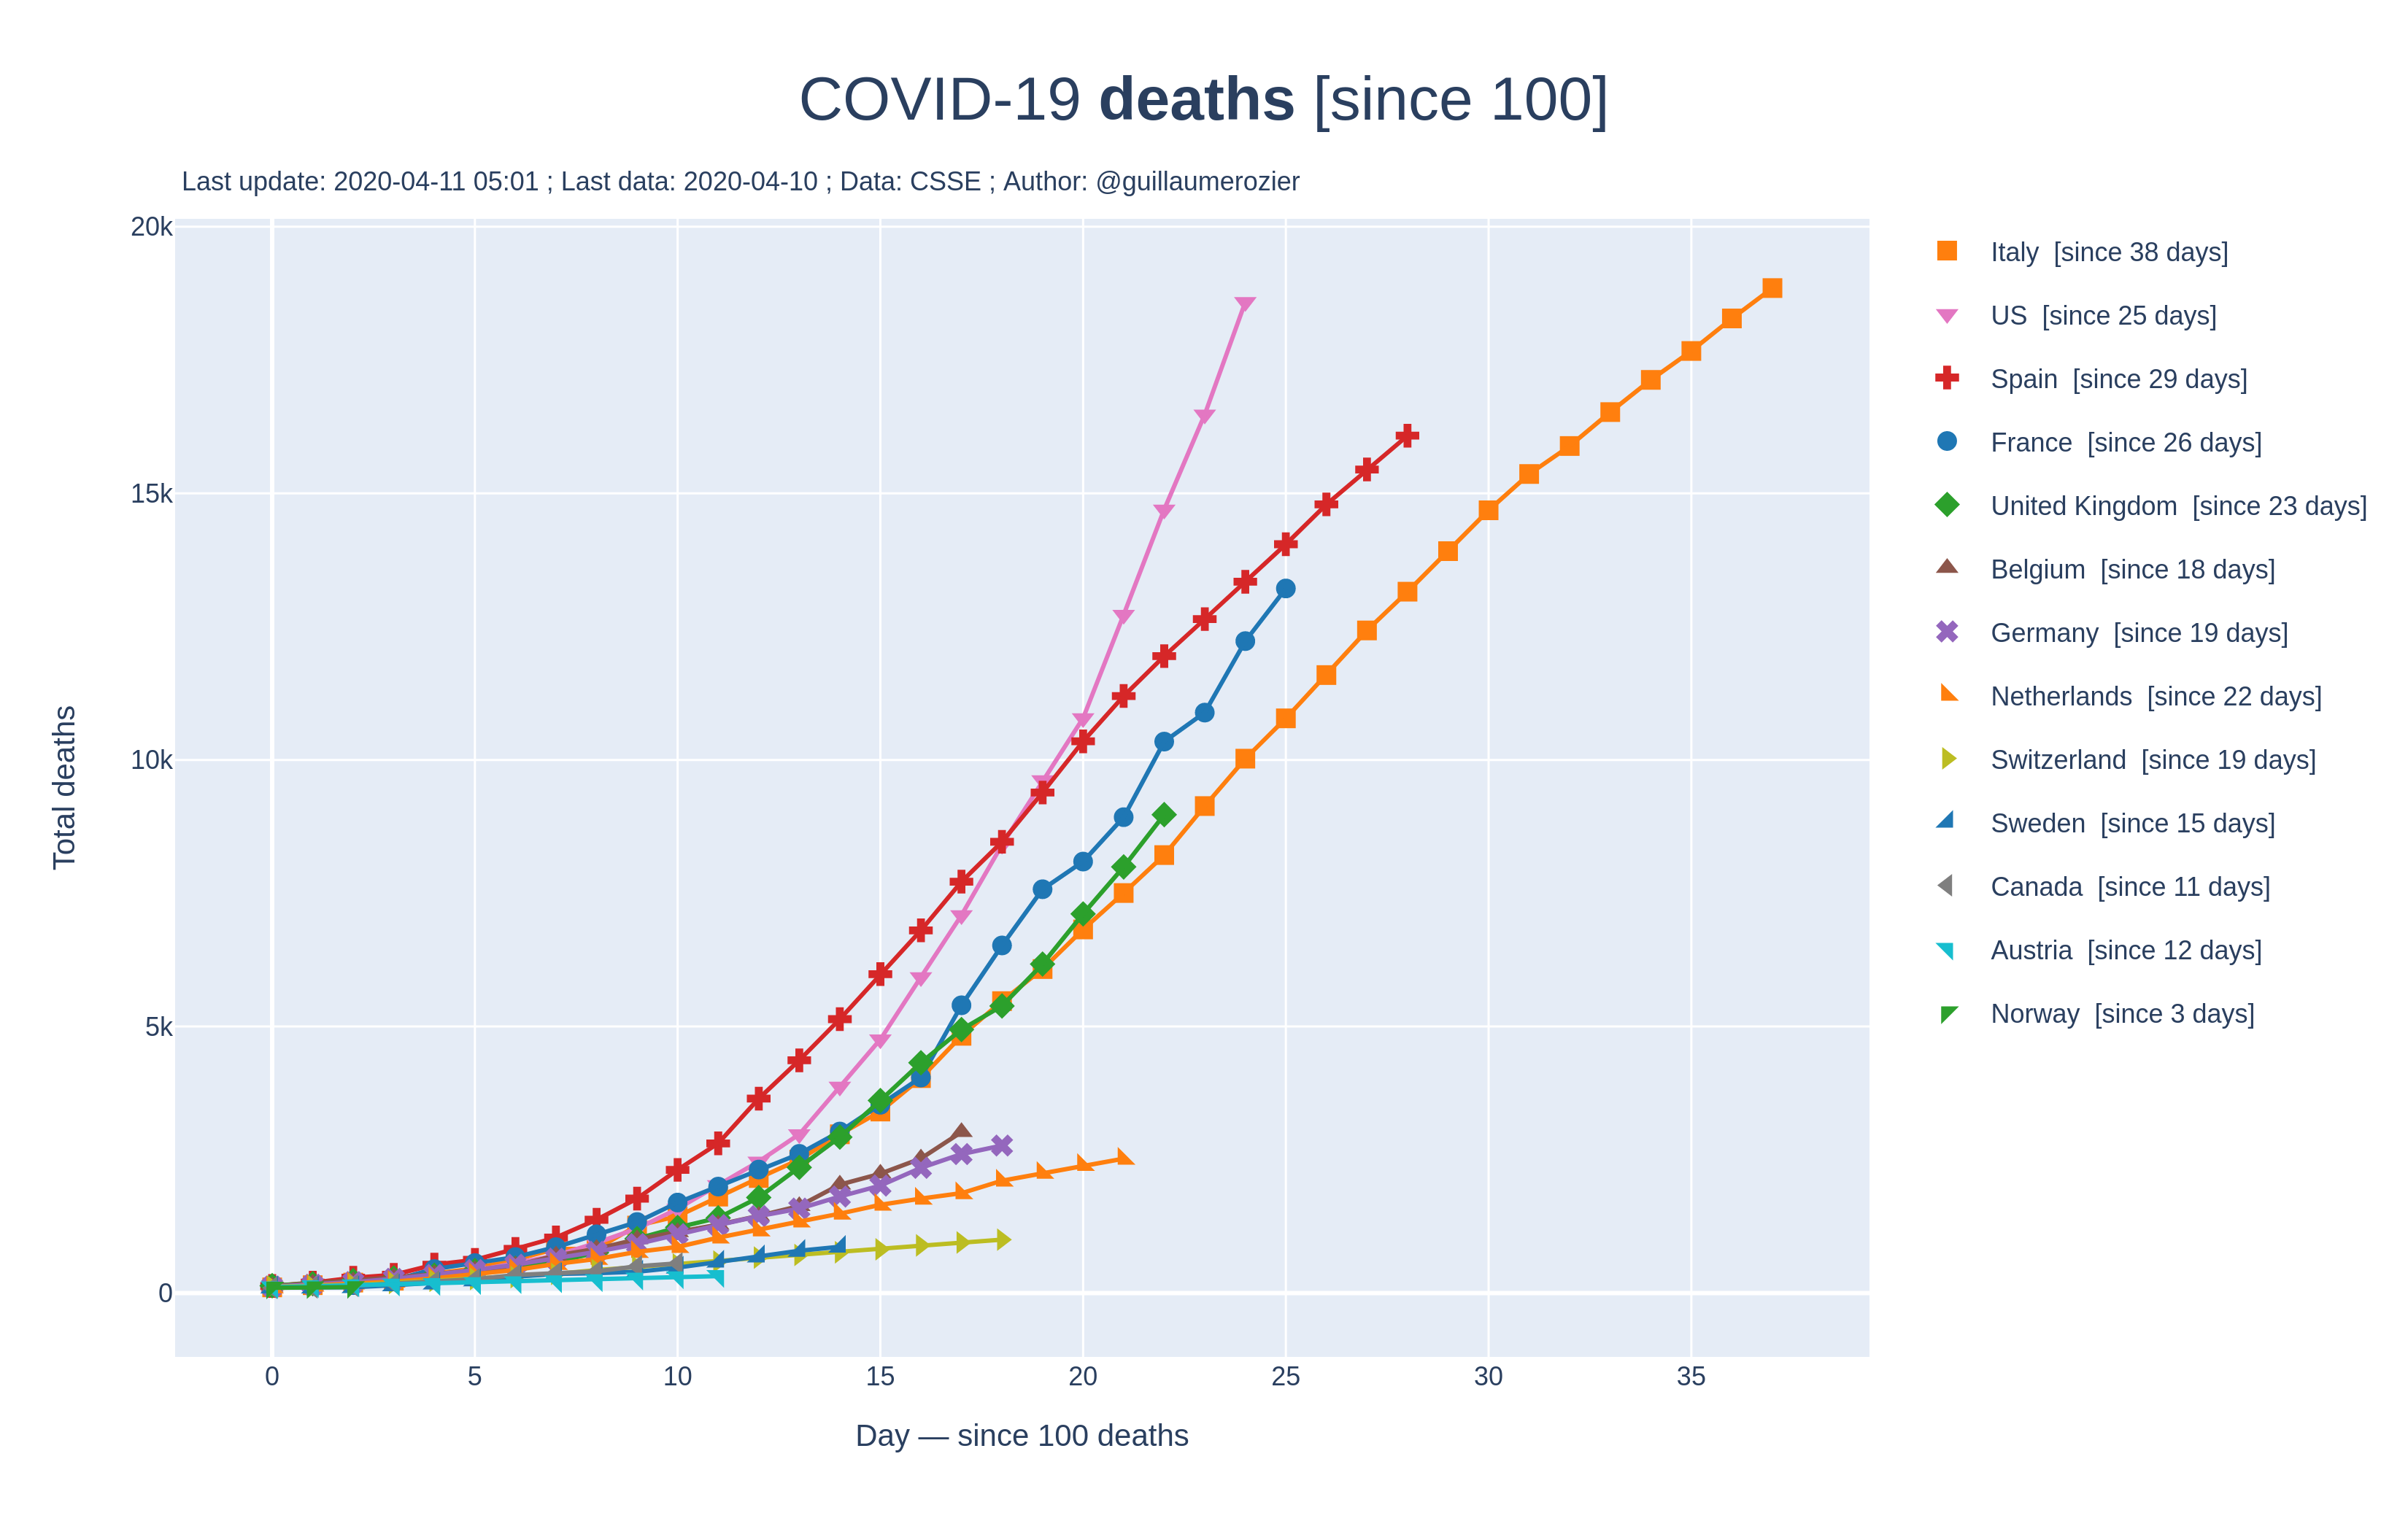 COVID-19 deaths [since 100]
Last update: 2020-04-11 05:01 ; Last data: 2020-04-10 ; Data: CSSE ; Author: @guillaumerozier
20k
15k
10k
5k
0
Total deaths
0 5 10 15 20 25 30 35
Day — since 100 deaths
Italy [since 38 days]
US [since 25 days]
Spain [since 29 days]
France [since 26 days]
United Kingdom [since 23 days]
Belgium [since 18 days]
Germany [since 19 days]
Netherlands [since 22 days]
Switzerland [since 19 days]
Sweden [since 15 days]
Canada [since 11 days]
Austria [since 12 days]
Norway [since 3 days]